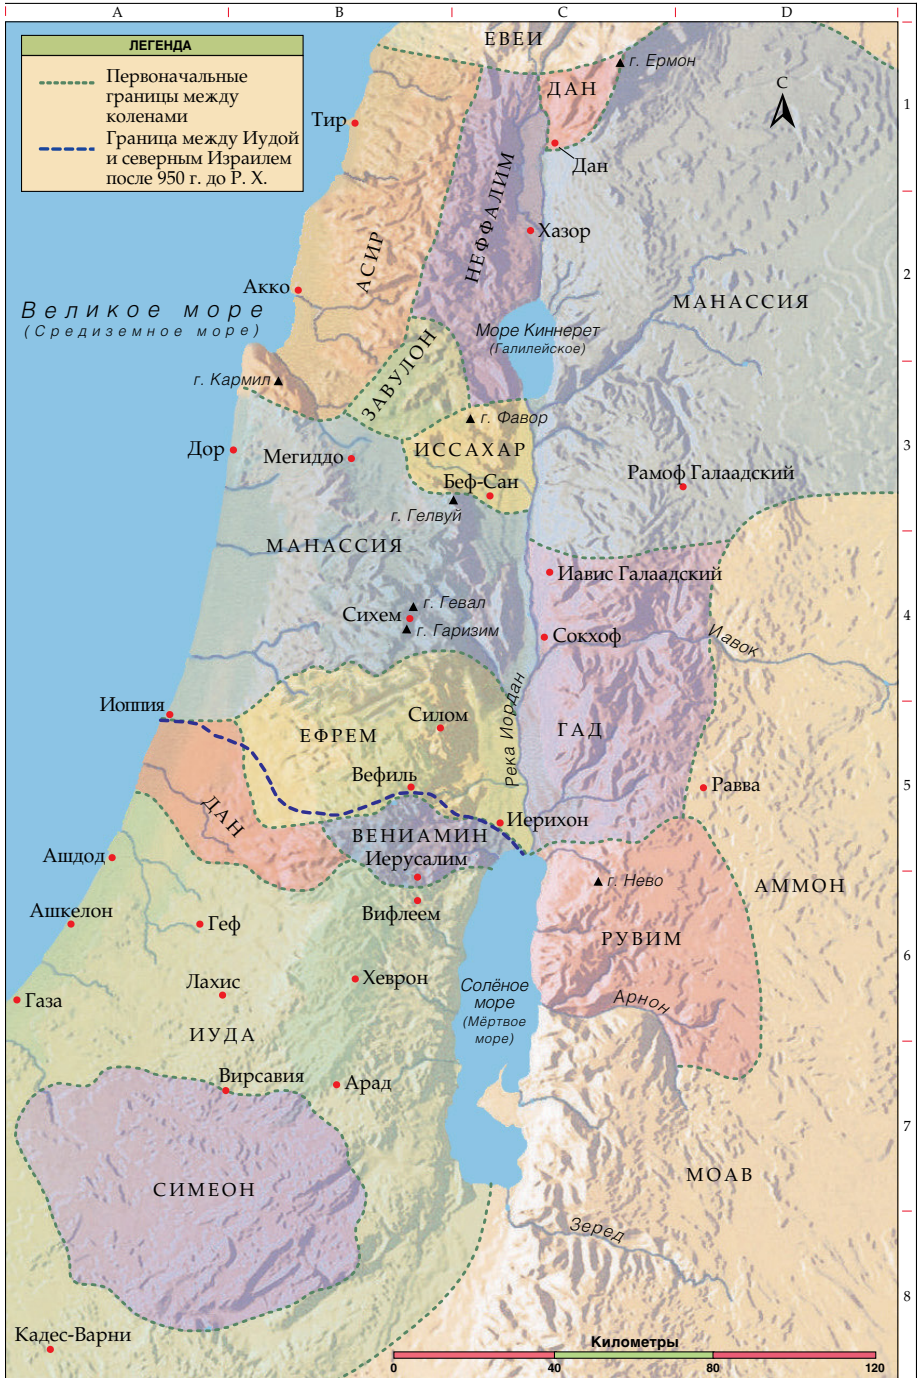 A
B
C
D
ЛЕГЕНДА
Первоначальные
границы между
коленами
Граница между Иудой
и северным Израилем
после 950 г. до Р. Х.
ЕВЕИ
г. Ермон
ДАН
С
1
Тир
Дан
НЕФФАЛИМ
Хазор
АСИР
2
Акко
Великое море
(Средиземное море)
МАНАССИЯ
Море Киннерет
(Галилейское)
ЗАВУЛОН
г. Кармил
г. Фавор
Дор
Мегиддо
ИССАХАР
3
Беф-Сан
Рамоф Галаадский
г. Гелвуй
МАНАССИЯ
Иавис Галаадский
г. Гевал
Сихем
г. Гаризим
4
Сокхоф
Иавок
Иоппия
Силом
Река Иордан
ЕФРЕМ
ГАД
Вефиль
5
Равва
ДАН
Иерихон
ВЕНИАМИН
Ашдод
Иерусалим
г. Нево
АММОН
Ашкелон
Вифлеем
Геф
РУВИМ
6
Лахис
Хеврон
Солёное
море
(Мёртвое
море)
Арнон
Газа
ИУДА
Вирсавия
Арад
7
МОАВ
СИМЕОН
Зеред
8
Кадес-Варни
Километры
0
40
80
120